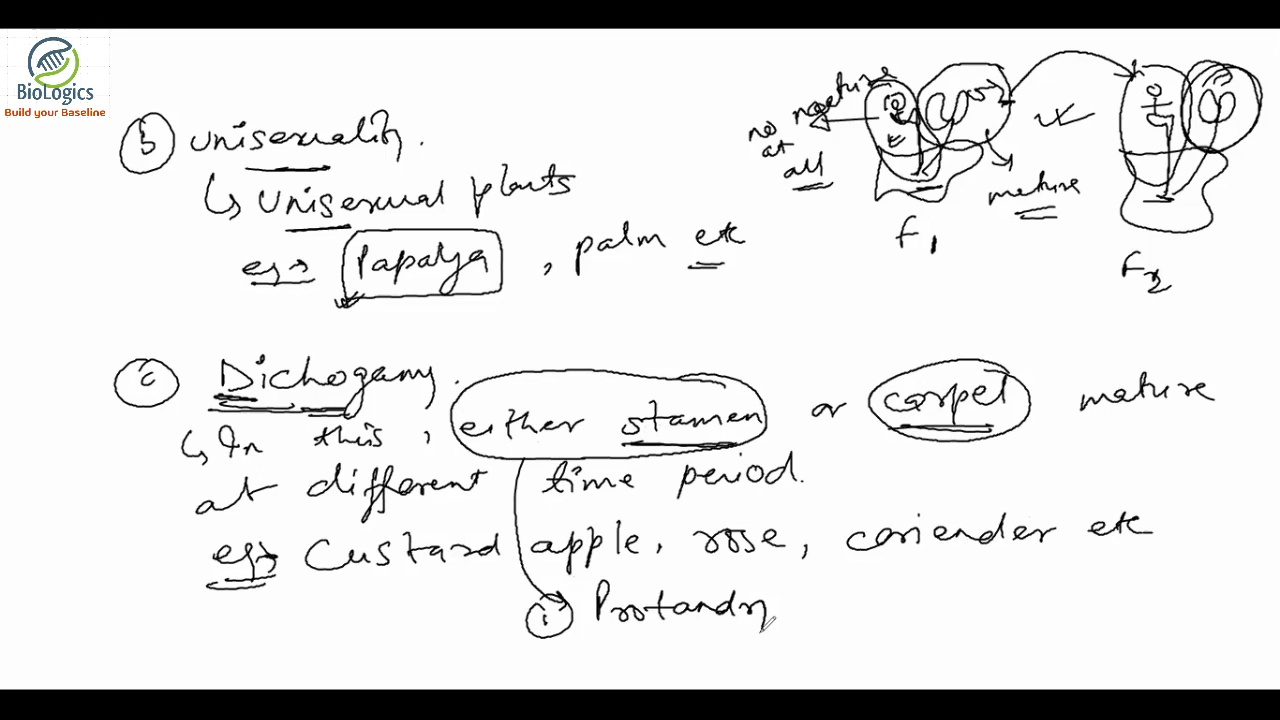 BioLogics
Build your Baseline
b unisexuality.
↳ unisexual plants
eg:> Papaya, palm etc
no mature
at
all
mature
F1
F2
c Dichogamy.
↳ In this, either stamen or carpel mature
at different time period.
eg:> Custard apple, rose, coriender etc
i Protandry